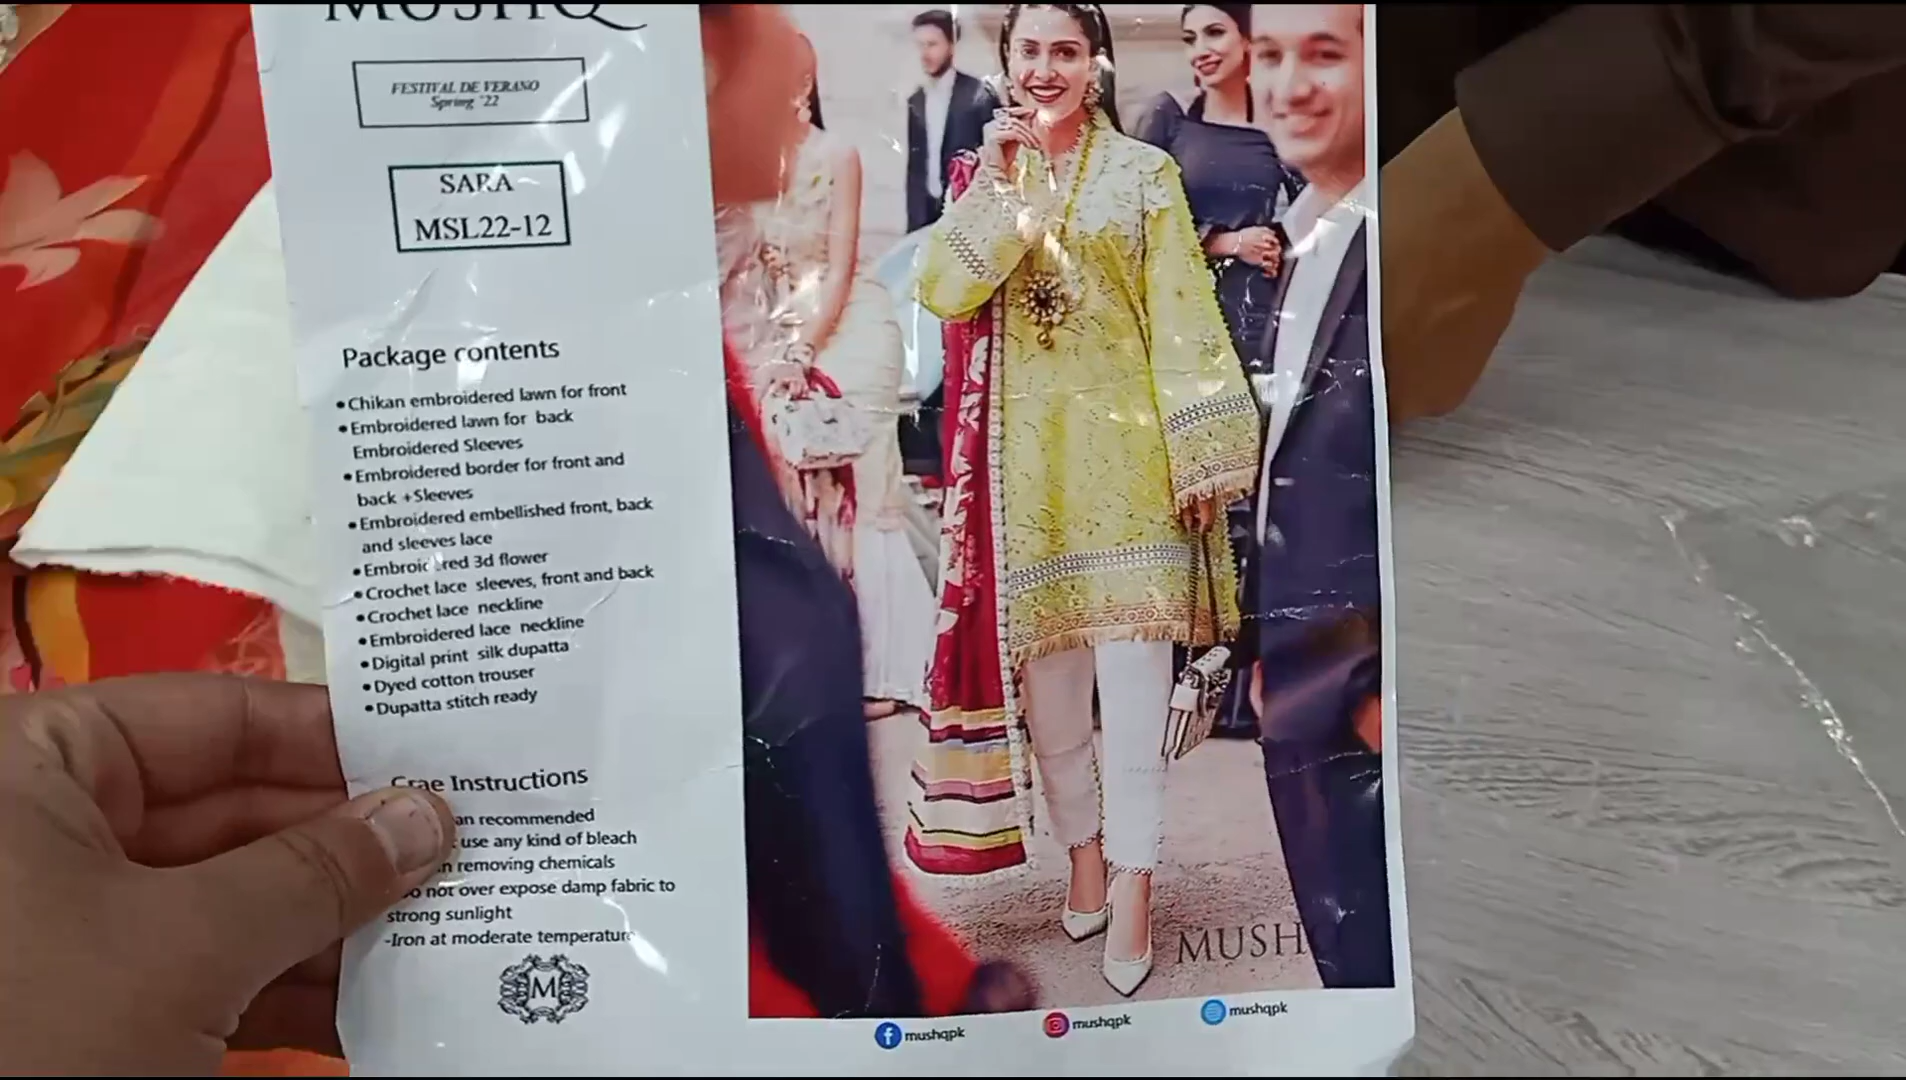 MUSHQ
FESTIVAL DE VERANO
Spring '22
SARA
MSL22-12
Package contents
• Chikan embroidered lawn for front
• Embroidered lawn for back
Embroidered Sleeves
• Embroidered border for front and
back +Sleeves
• Embroidered embellished front, back
and sleeves lace
• Embroidered 3d flower
• Crochet lace sleeves, front and back
• Crochet lace neckline
• Embroidered lace neckline
• Digital print silk dupatta
• Dyed cotton trouser
• Dupatta stitch ready
Crae Instructions
recommended
use any kind of bleach
removing chemicals
not over expose damp fabric to
strong sunlight
-Iron at moderate temperature
M
MUSHQ
mushqpk
mushqpk
mushqpk